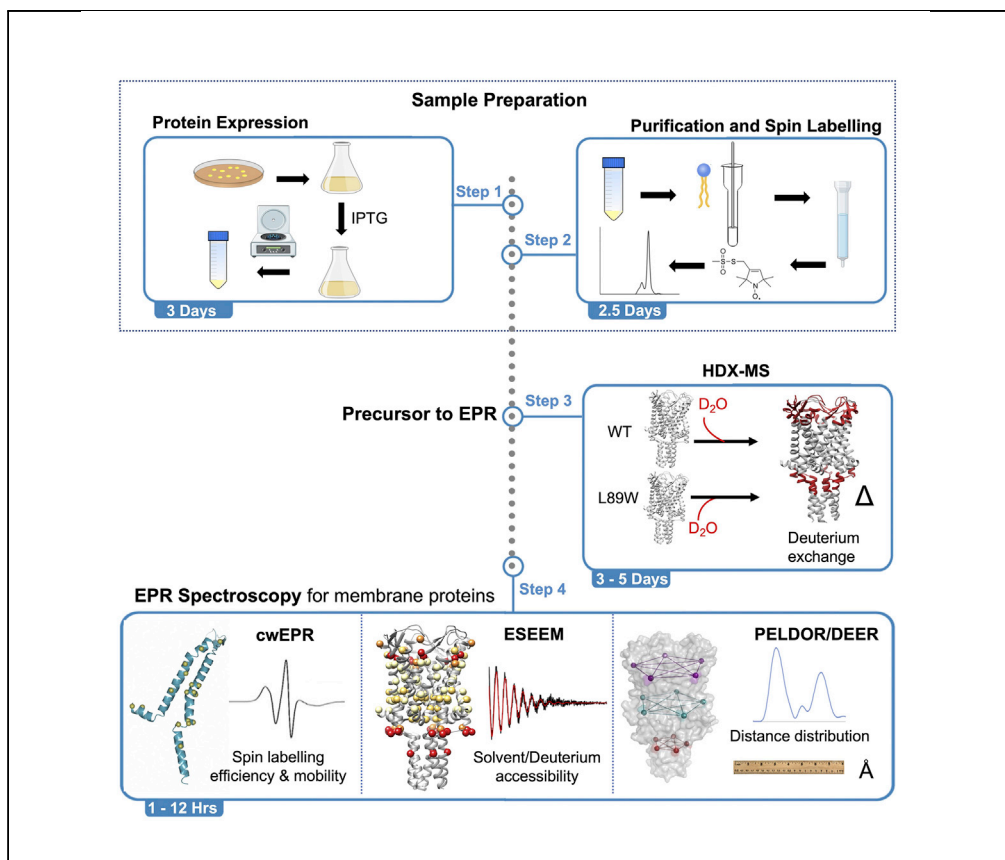 Sample Preparation
Protein Expression
IPTG
3 Days
Step 1
Purification and Spin Labelling
O
S
S
O
N
O•
2.5 Days
Step 2
Precursor to EPR
Step 3
HDX-MS
WT
D₂O
L89W
D₂O
Δ
Deuterium
exchange
3 - 5 Days
Step 4
EPR Spectroscopy for membrane proteins
cwEPR
Spin labelling
efficiency & mobility
ESEEM
Solvent/Deuterium
accessibility
PELDOR/DEER
Distance distribution
Å
1 - 12 Hrs